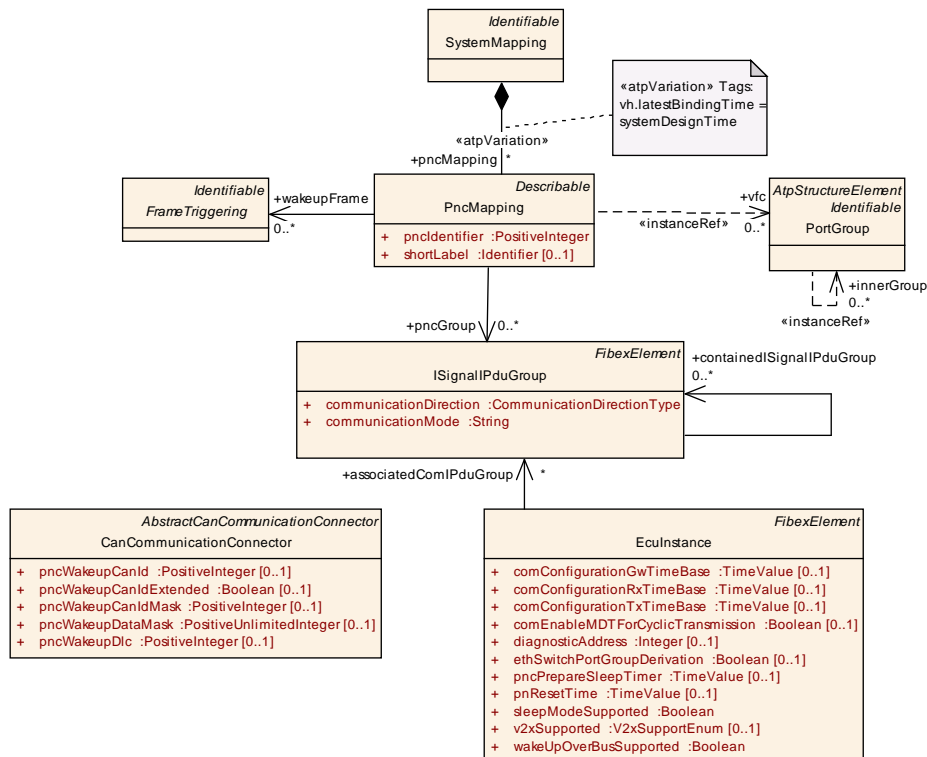 Identifiable
SystemMapping
«atpVariation» Tags:
vh.latestBindingTime =
systemDesignTime
«atpVariation»
+pncMapping *
Identifiable
FrameTriggering
+wakeupFrame
0..*
Describable
PncMapping
+ pncIdentifier :PositiveInteger
+ shortLabel :Identifier [0..1]
+vfc
«instanceRef» 0..*
AtpStructureElement
Identifiable
PortGroup
+innerGroup
0..*
«instanceRef»
+pncGroup 0..*
FibexElement
ISignalIPduGroup
+ communicationDirection :CommunicationDirectionType
+ communicationMode :String
+containedISignalIPduGroup
0..*
+associatedComIPduGroup *
AbstractCanCommunicationConnector
CanCommunicationConnector
+ pncWakeupCanId :PositiveInteger [0..1]
+ pncWakeupCanIdExtended :Boolean [0..1]
+ pncWakeupCanIdMask :PositiveInteger [0..1]
+ pncWakeupDataMask :PositiveUnlimitedInteger [0..1]
+ pncWakeupDlc :PositiveInteger [0..1]
FibexElement
EcuInstance
+ comConfigurationGwTimeBase :TimeValue [0..1]
+ comConfigurationRxTimeBase :TimeValue [0..1]
+ comConfigurationTxTimeBase :TimeValue [0..1]
+ comEnableMDTForCyclicTransmission :Boolean [0..1]
+ diagnosticAddress :Integer [0..1]
+ ethSwitchPortGroupDerivation :Boolean [0..1]
+ pncPrepareSleepTimer :TimeValue [0..1]
+ pnResetTime :TimeValue [0..1]
+ sleepModeSupported :Boolean
+ v2xSupported :V2xSupportEnum [0..1]
+ wakeUpOverBusSupported :Boolean